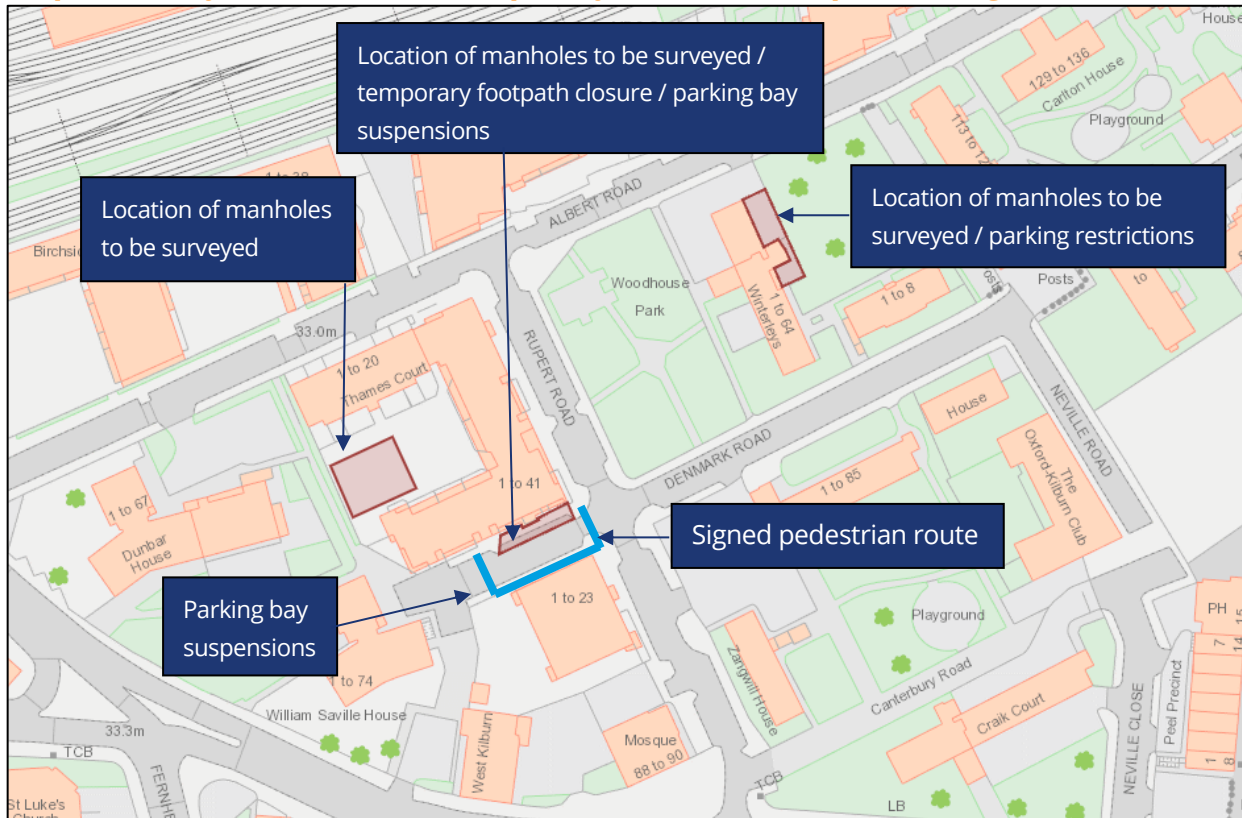 House
129 to 136
Carlton House
Playground
Location of manholes to be surveyed /
temporary footpath closure / parking bay
suspensions
Location of manholes
to be surveyed
Location of manholes to be
surveyed / parking restrictions
ALBERT ROAD
Woodhouse
Park
1 to 64
Winterleys
1 to 8
Posts
to
33.0m
1 to 20
Thames Court
RUPERT ROAD
DENMARK ROAD
NEVILLE ROAD
House
The
Oxford-Kilburn Club
1 to 41
1 to 85
1 to 67
Dunbar
House
Signed pedestrian route
Parking bay
suspensions
1 to 23
Playground
PH
15
14
7
1 to 74
William Saville House
Zangwill House
Canterbury Road
Craik Court
Peel Precinct
NEVILLE CLOSE
33.3m
TCB
West Kilburn
Mosque
88 to 90
TCB
LB
1
8
St Luke's
Church